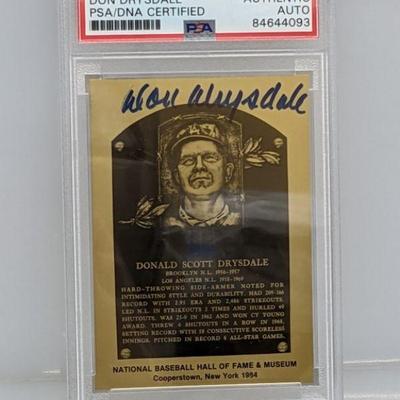 DON DRYSDALE
AUTHENTIC
PSA/DNA CERTIFIED
AUTO
PSA
84644093
Don Drysdale
DONALD SCOTT DRYSDALE
BROOKLYN N.L. 1956-1957
LOS ANGELES N.L. 1958-1969
HARD-THROWING SIDE-ARMER NOTED FOR
INTIMIDATING STYLE AND DURABILITY. HAD 209-166
RECORD WITH 2.95 ERA AND 2,486 STRIKEOUTS.
LED N.L. IN STRIKEOUTS 3 TIMES AND HURLED 49
SHUTOUTS. WAS 25-9 IN 1962 AND WON CY YOUNG
AWARD. THREW 6 SHUTOUTS IN A ROW IN 1968,
SETTING RECORD WITH 58 CONSECUTIVE SCORELESS
INNINGS. PITCHED IN RECORD 8 ALL-STAR GAMES.
NATIONAL BASEBALL HALL OF FAME & MUSEUM
Cooperstown, New York 1984